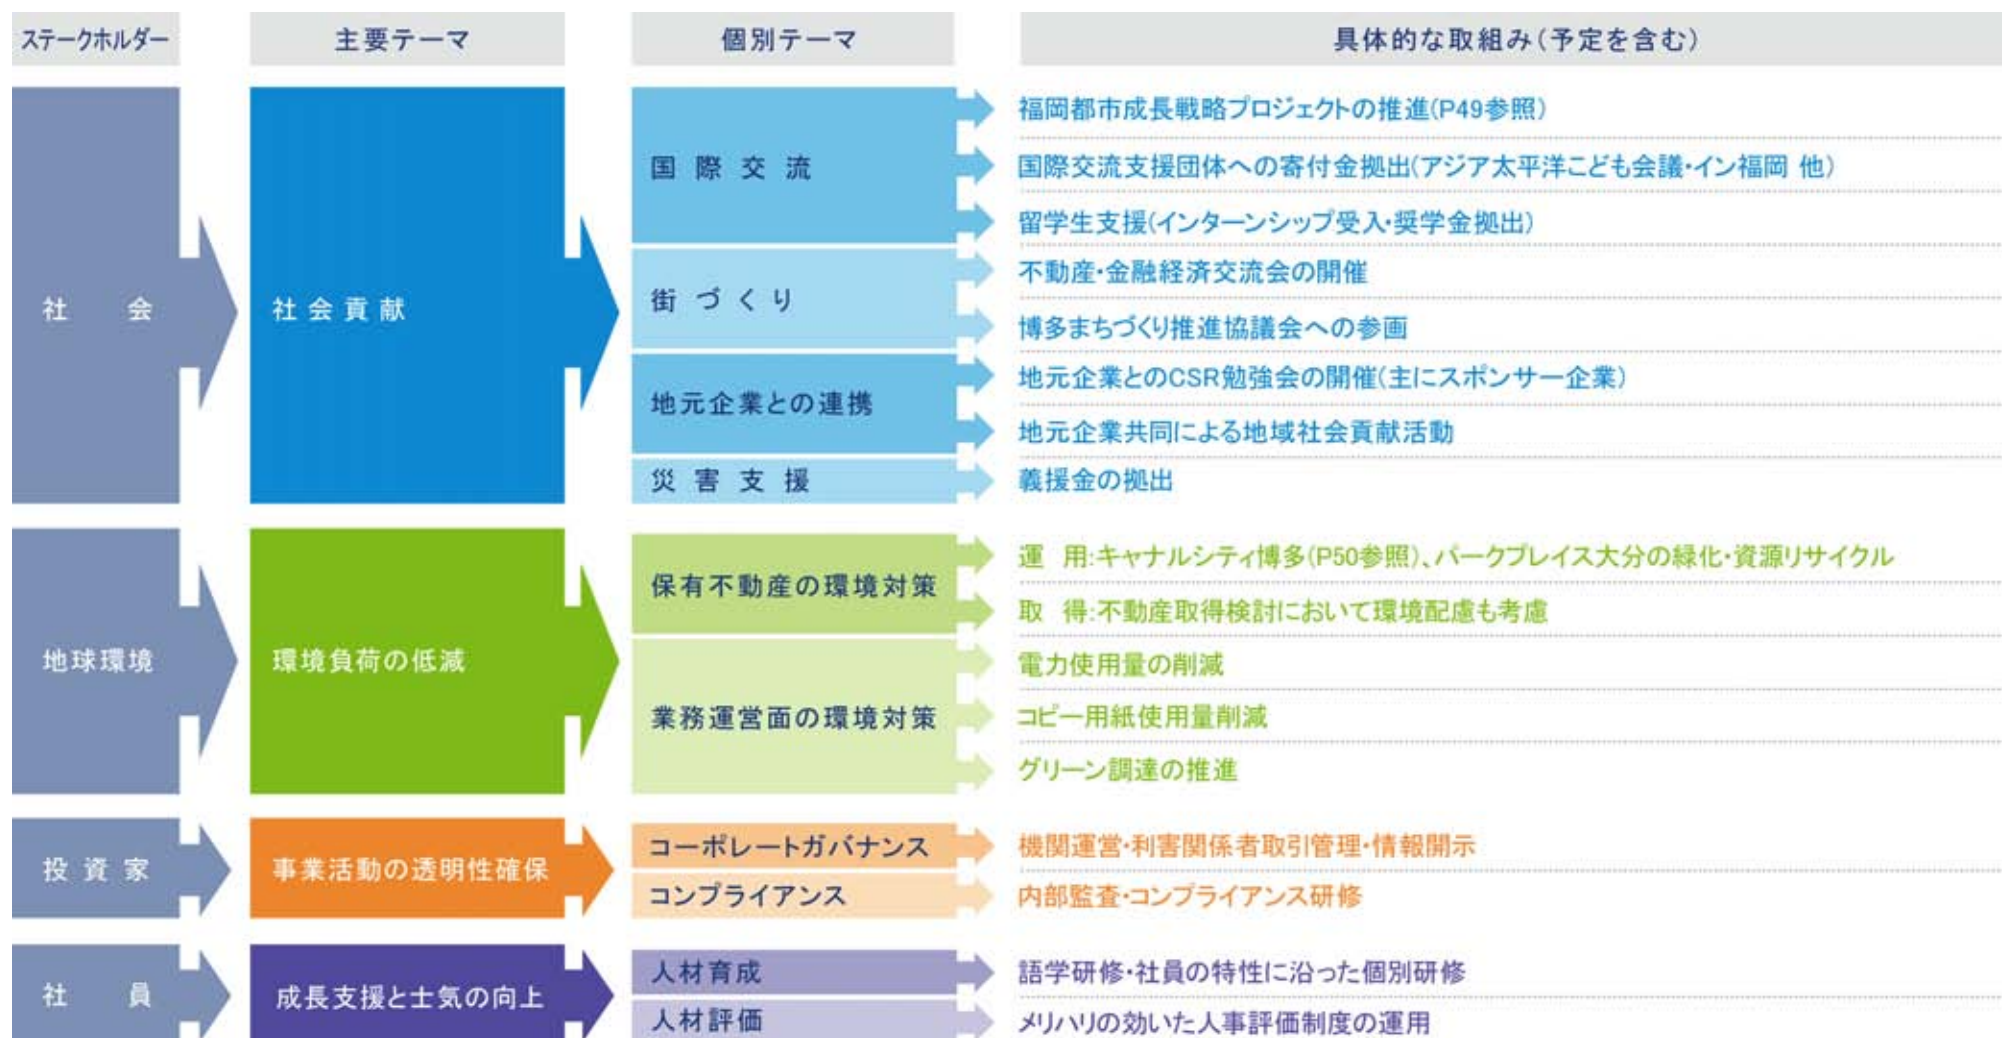 ステークホルダー
主要テーマ
個別テーマ
具体的な取組み(予定を含む)
社 会
社会貢献
国際交流
福岡都市成長戦略プロジェクトの推進(P49参照)
国際交流支援団体への寄付金拠出(アジア太平洋こども会議・イン福岡 他)
留学生支援(インターンシップ受入・奨学金拠出)
街づくり
不動産・金融経済交流会の開催
博多まちづくり推進協議会への参画
地元企業との連携
地元企業とのCSR勉強会の開催(主にスポンサー企業)
地元企業共同による地域社会貢献活動
災害支援
義援金の拠出
地球環境
環境負荷の低減
保有不動産の環境対策
運 用:キャナルシティ博多(P50参照)、パークプレイス大分の緑化・資源リサイクル
取 得:不動産取得検討において環境配慮も考慮
業務運営面の環境対策
電力使用量の削減
コピー用紙使用量削減
グリーン調達の推進
投資家
事業活動の透明性確保
コーポレートガバナンス
機関運営・利害関係者取引管理・情報開示
コンプライアンス
内部監査・コンプライアンス研修
社 員
成長支援と士気の向上
人材育成
語学研修・社員の特性に沿った個別研修
人材評価
メリハリの効いた人事評価制度の運用